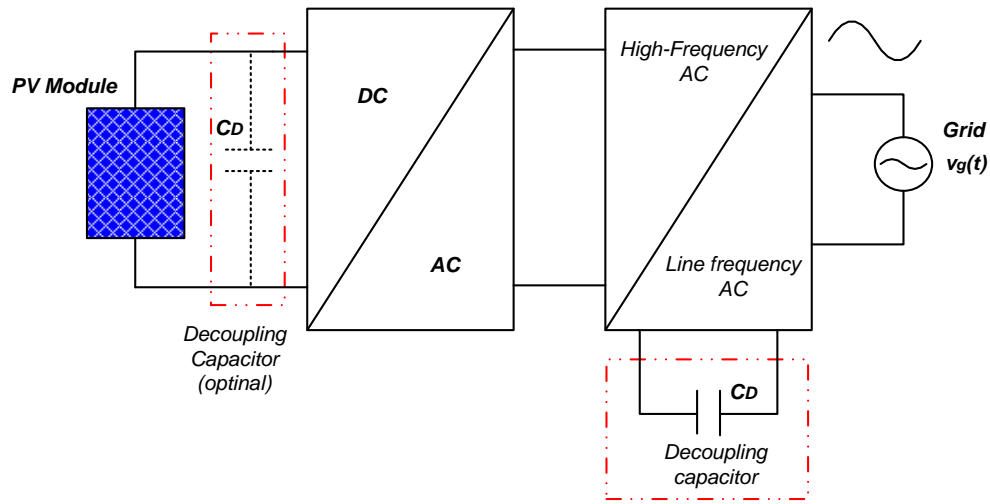 PV Module
CD
Decoupling
Capacitor
(optinal)
DC
AC
High-Frequency
AC
Line frequency
AC
CD
Decoupling
capacitor
Grid
vg(t)